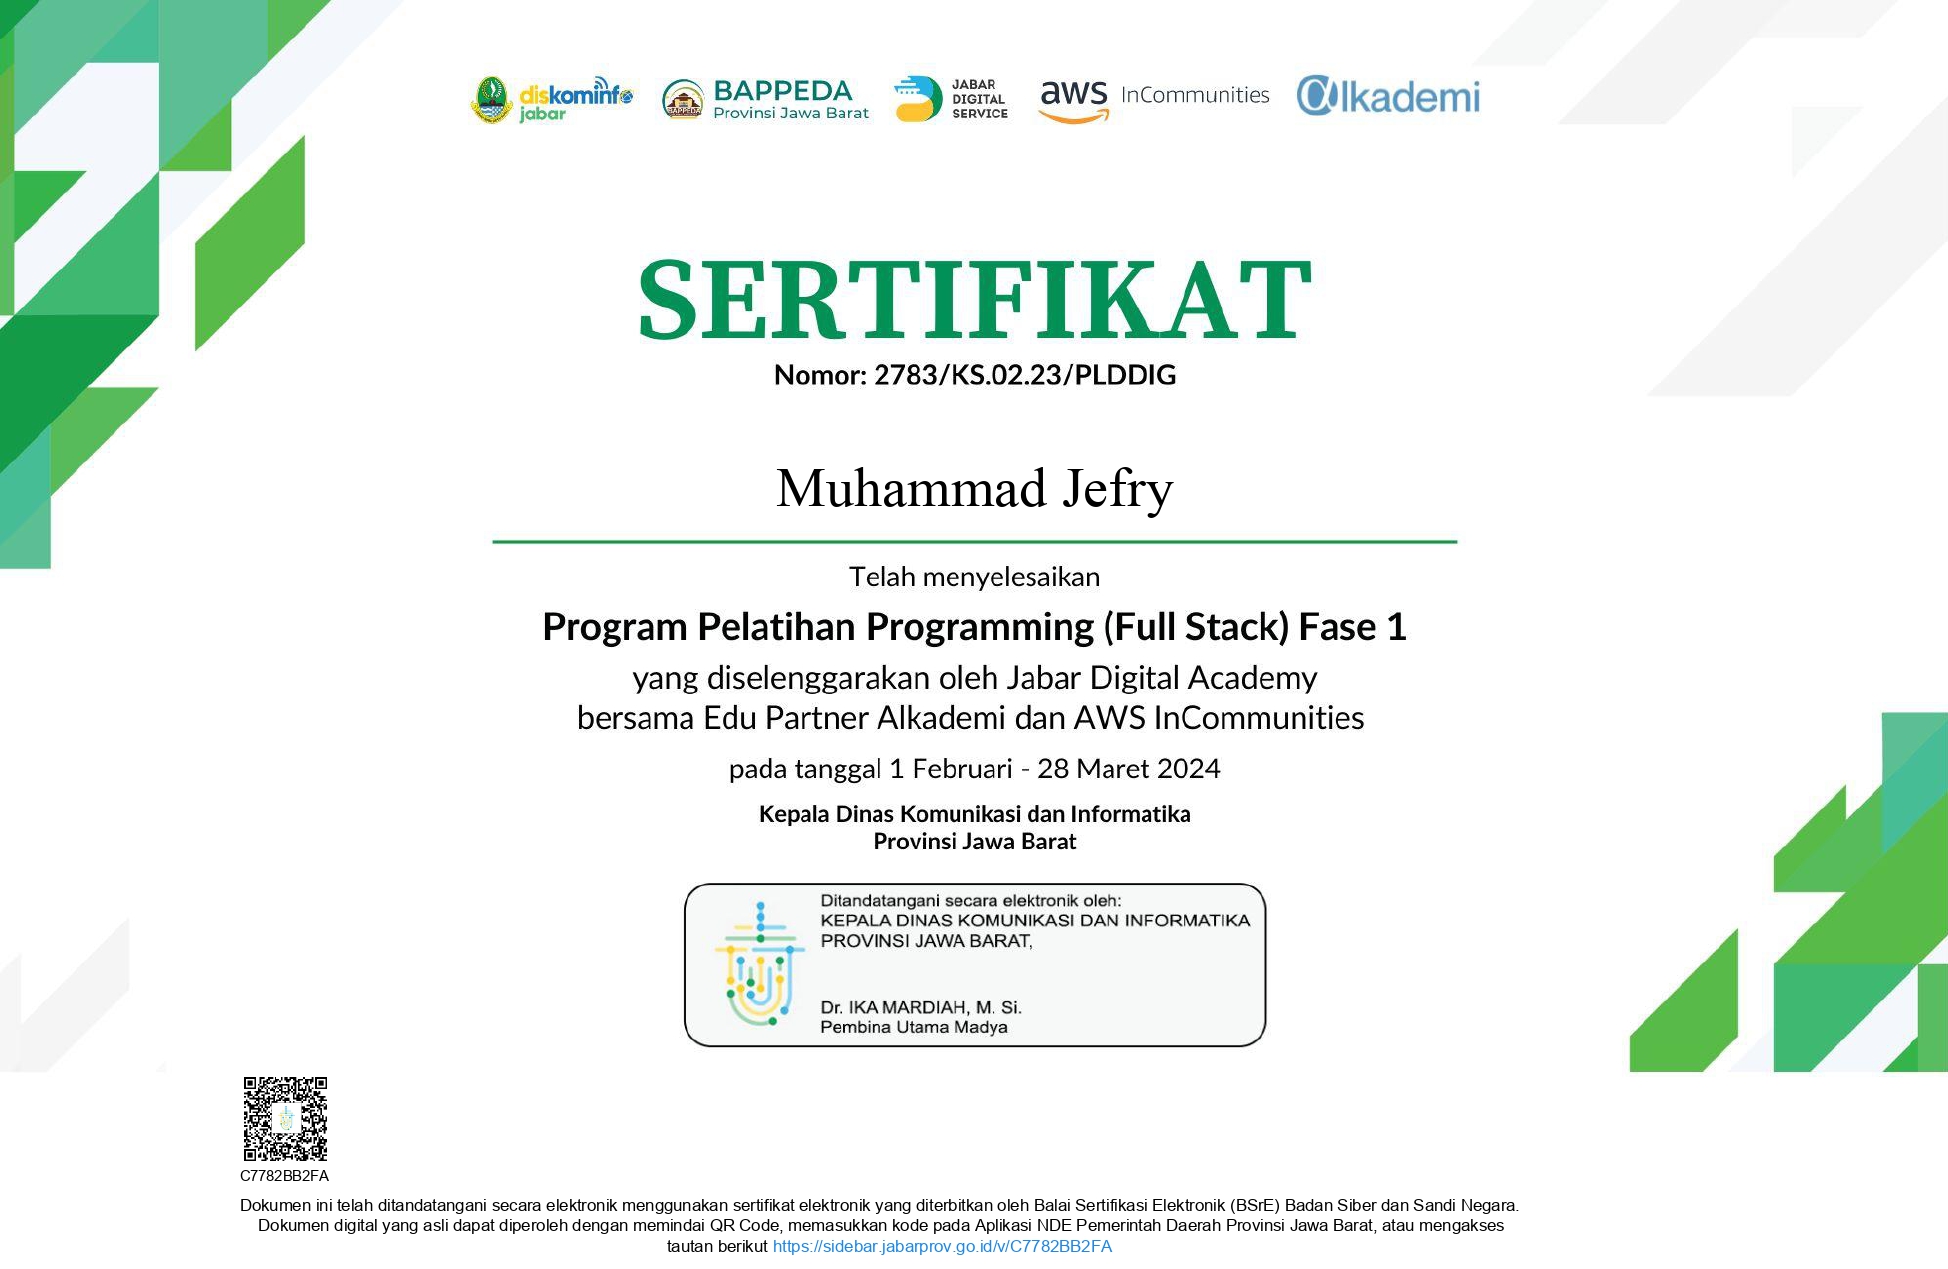 diskominfo
jabar
BAPPEDA
Provinsi Jawa Barat
JABAR
DIGITAL
SERVICE
aws InCommunities
Alkademi
SERTIFIKAT
Nomor: 2783/KS.02.23/PLDDIG
Muhammad Jefry
Telah menyelesaikan
Program Pelatihan Programming (Full Stack) Fase 1
yang diselenggarakan oleh Jabar Digital Academy
bersama Edu Partner Alkademi dan AWS InCommunities
pada tanggal 1 Februari - 28 Maret 2024
Kepala Dinas Komunikasi dan Informatika
Provinsi Jawa Barat
Ditandatangani secara elektronik oleh:
KEPALA DINAS KOMUNIKASI DAN INFORMATIKA
PROVINSI JAWA BARAT,
Dr. IKA MARDIAH, M. Si.
Pembina Utama Madya
C7782BB2FA
Dokumen ini telah ditandatangani secara elektronik menggunakan sertifikat elektronik yang diterbitkan oleh Balai Sertifikasi Elektronik (BSrE) Badan Siber dan Sandi Negara.
Dokumen digital yang asli dapat diperoleh dengan memindai QR Code, memasukkan kode pada Aplikasi NDE Pemerintah Daerah Provinsi Jawa Barat, atau mengakses
tautan berikut https://sidebar.jabarprov.go.id/v/C7782BB2FA